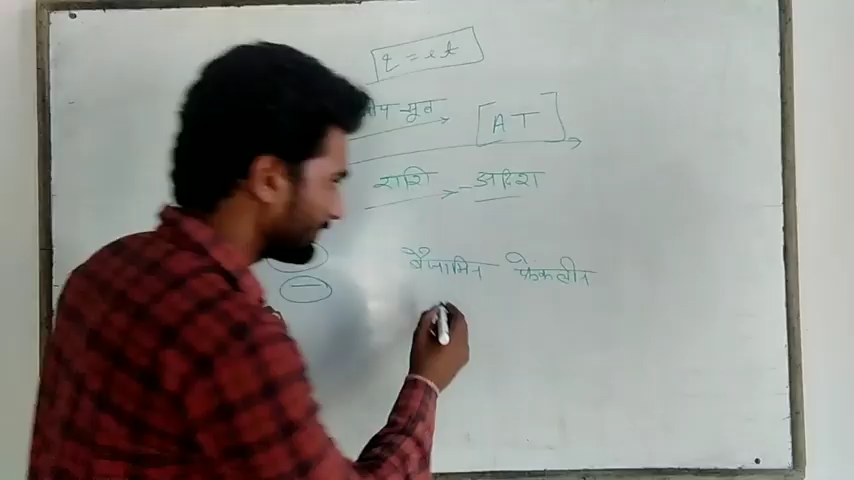 q = it
सूत्र [AT]
राशि - अदिश
बैंजामिन फ्रेंकलीन
−